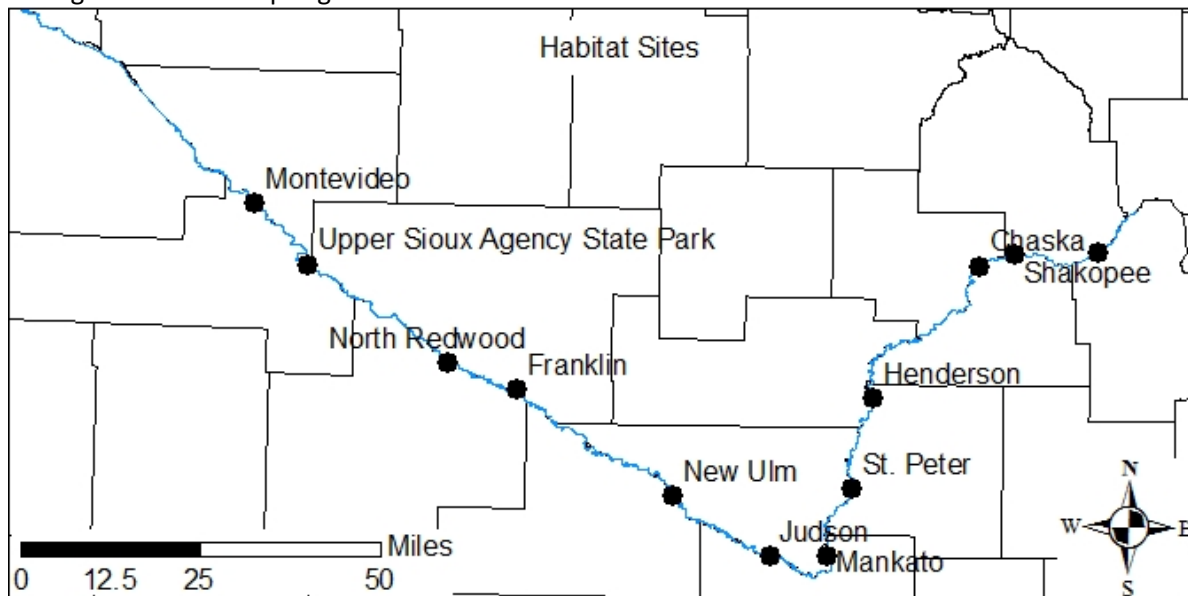 Habitat Sites
Montevideo
Upper Sioux Agency State Park
Chaska
Shakopee
North Redwood
Franklin
Henderson
St. Peter
New Ulm
Judson
Mankato
N
W E
S
Miles
0 12.5 25 50